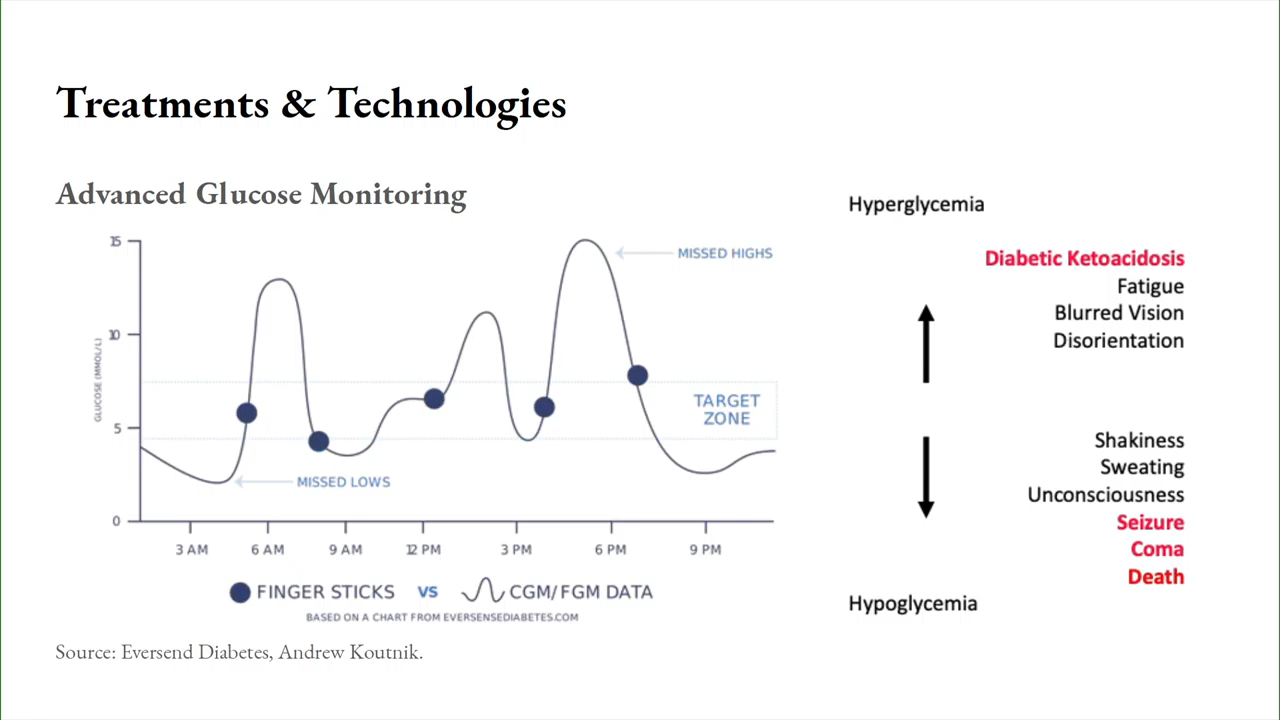 Treatments & Technologies
Advanced Glucose Monitoring
15
10
5
0
GLUCOSE (MMOL/L)
MISSED HIGHS
TARGET
ZONE
MISSED LOWS
3 AM
6 AM
9 AM
12 PM
3 PM
6 PM
9 PM
FINGER STICKS VS CGM/FGM DATA
BASED ON A CHART FROM EVERSENSEDIABETES.COM
Source: Eversend Diabetes, Andrew Koutnik.
Hyperglycemia
Diabetic Ketoacidosis
Fatigue
Blurred Vision
Disorientation
Shakiness
Sweating
Unconsciousness
Seizure
Coma
Death
Hypoglycemia